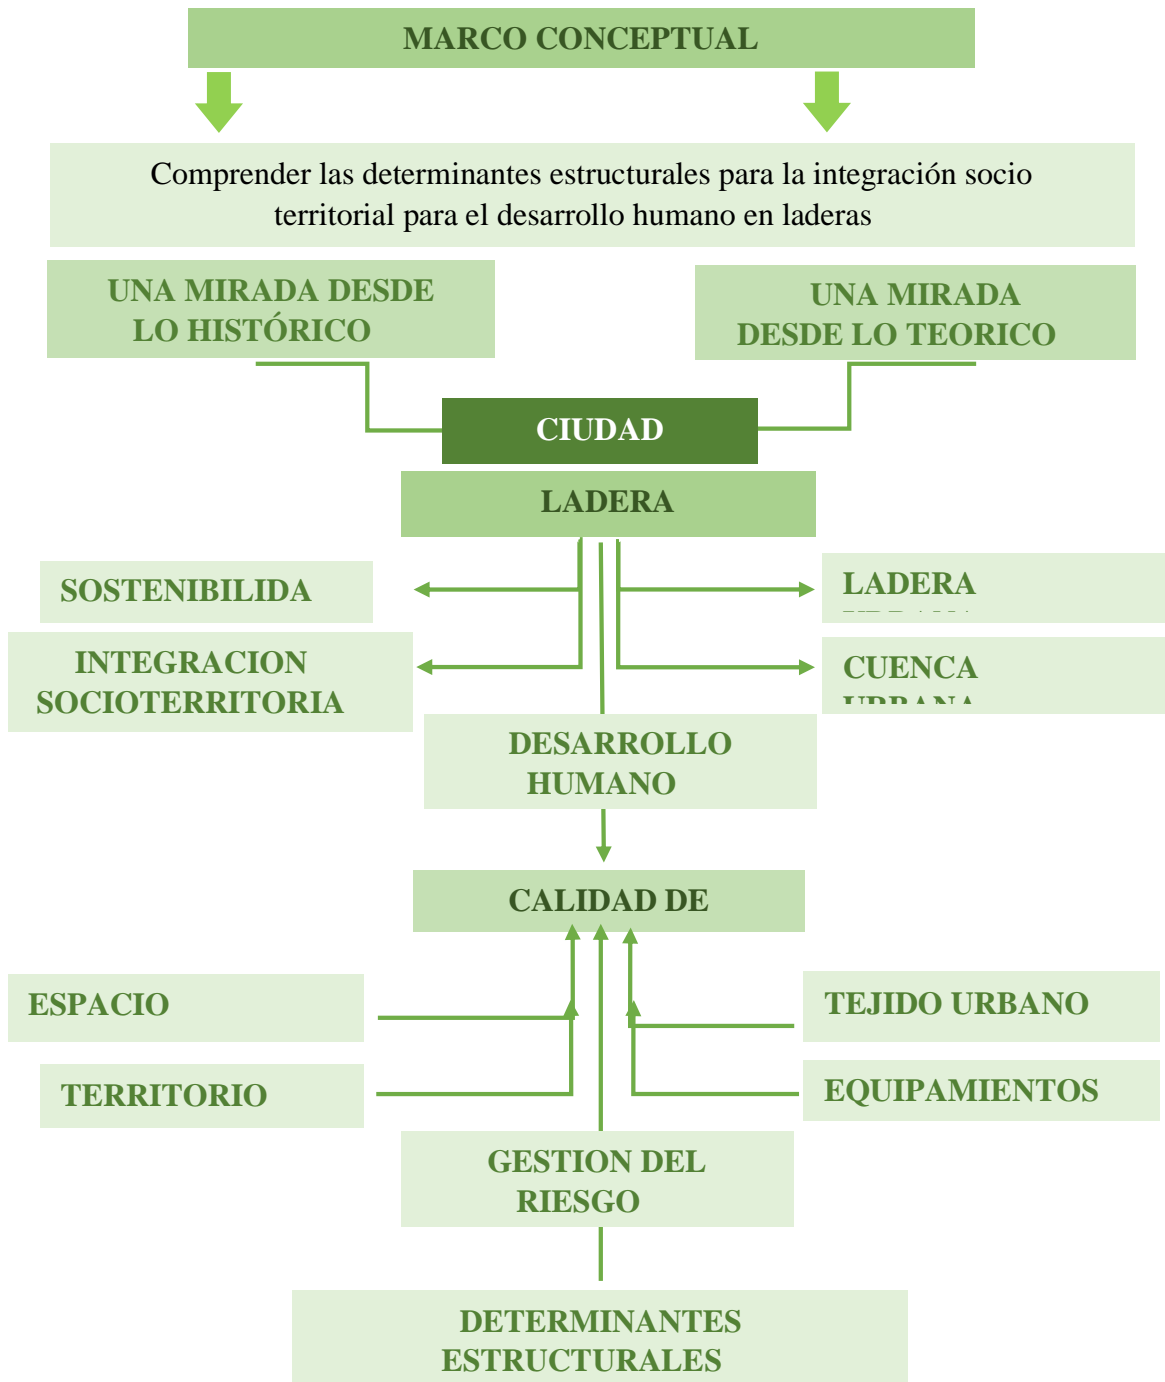 MARCO CONCEPTUAL
Comprender las determinantes estructurales para la integración socio
territorial para el desarrollo humano en laderas
UNA MIRADA DESDE
LO HISTÓRICO
UNA MIRADA
DESDE LO TEORICO
CIUDAD
LADERA
SOSTENIBILIDA
LADERA
INTEGRACION
SOCIOTERRITORIA
CUENCA
URBANA
DESARROLLO
HUMANO
CALIDAD DE
ESPACIO
TEJIDO URBANO
TERRITORIO
EQUIPAMIENTOS
GESTION DEL
RIESGO
DETERMINANTES
ESTRUCTURALES